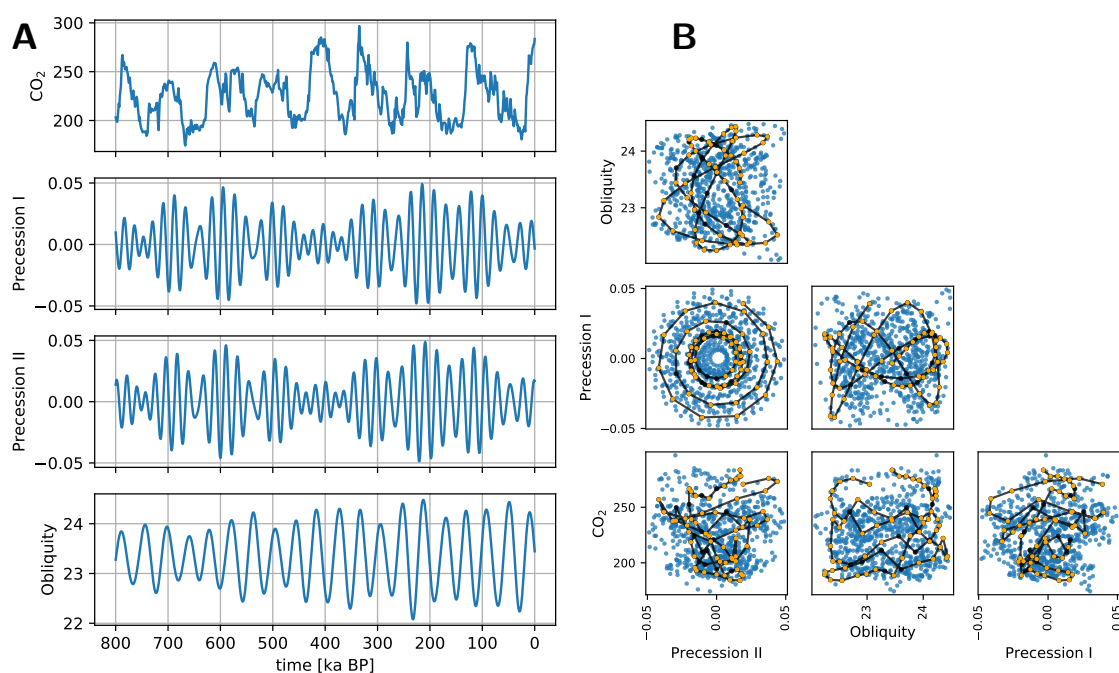 A
CO₂
300
250
200
Precession I
0.05
0.00
−0.05
Precession II
0.05
0.00
−0.05
Obliquity
24
23
22
800 700 600 500 400 300 200 100 0
time [ka BP]
B
Obliquity
24
23
Precession I
0.05
0.00
−0.05
CO₂
250
200
−0.05 0.00 0.05
Precession II
23 24
Obliquity
−0.05 0.00 0.05
Precession I